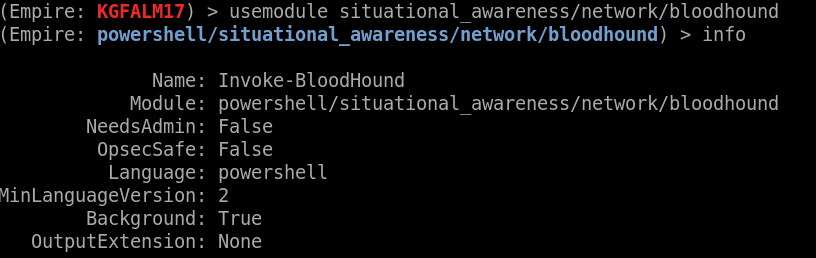 (Empire: KGFALM17) > usemodule situational_awareness/network/bloodhound
(Empire: powershell/situational_awareness/network/bloodhound) > info
Name: Invoke-BloodHound
Module: powershell/situational_awareness/network/bloodhound
NeedsAdmin: False
OpsecSafe: False
Language: powershell
MinLanguageVersion: 2
Background: True
OutputExtension: None